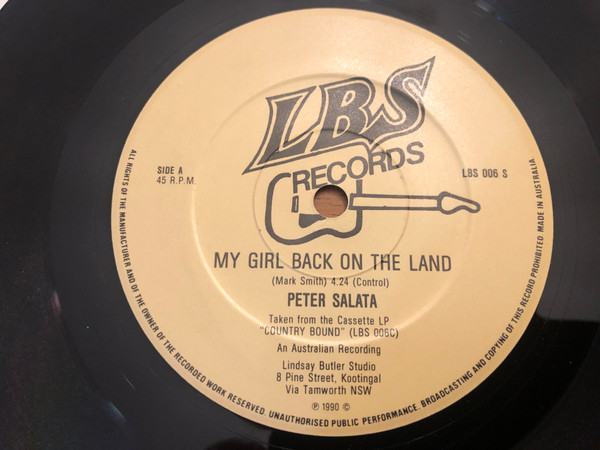 LBS
RECORDS
SIDE A
45 R.P.M.
LBS 006 S
MY GIRL BACK ON THE LAND
(Mark Smith) 4.24 (Control)
PETER SALATA
Taken from the Cassette LP
"COUNTRY BOUND" (LBS 006C)
An Australian Recording
Lindsay Butler Studio
8 Pine Street, Kootingal
Via Tamworth NSW
℗ 1990 ©
ALL RIGHTS OF THE MANUFACTURER AND OF THE OWNER OF THE RECORDED WORK RESERVED. UNAUTHORISED PUBLIC PERFORMANCE. BROADCASTING AND COPYING OF THIS RECORD PROHIBITED. MADE IN AUSTRALIA